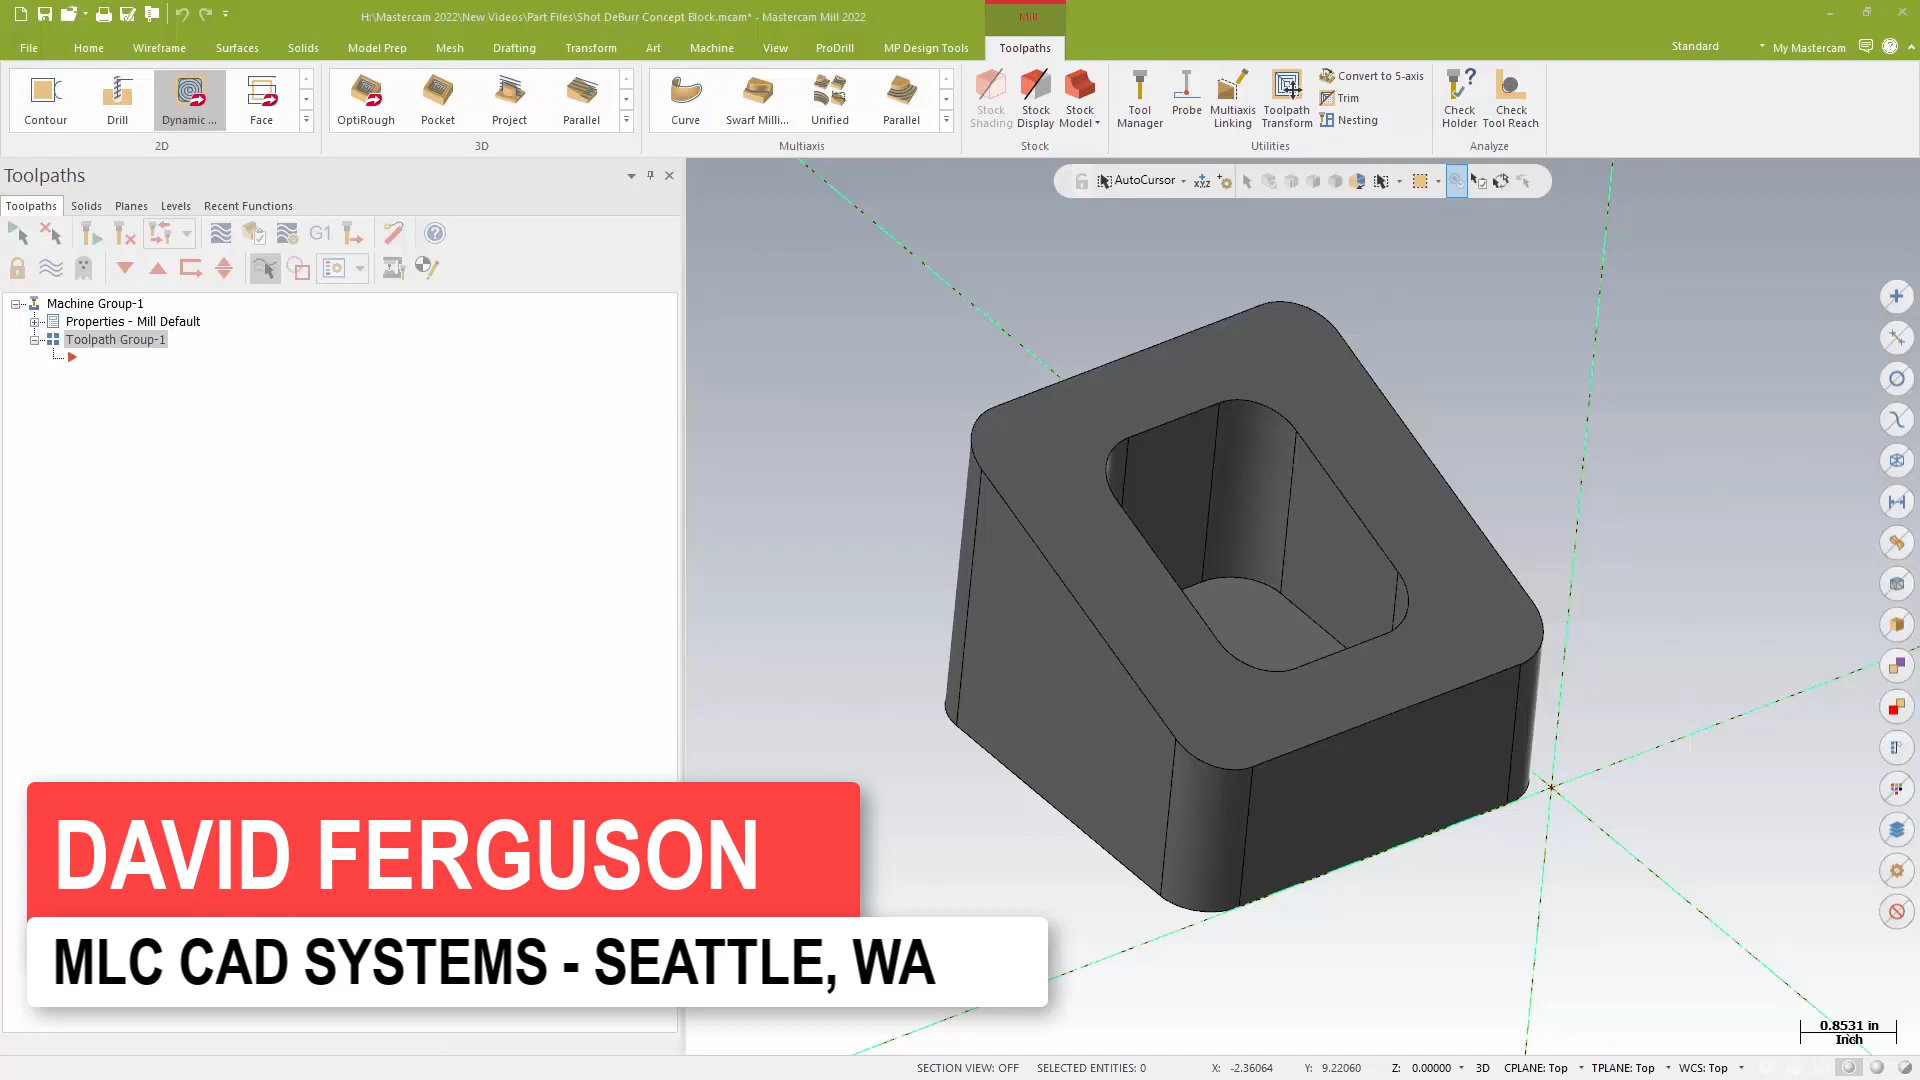 H:\Mastercam 2022\New Videos\Part Files\Shot DeBurr Concept Block.mcam* - Mastercam Mill 2022
Mill
File Home Wireframe Surfaces Solids Model Prep Mesh Drafting Transform Art Machine View ProDrill MP Design Tools Toolpaths Standard My Mastercam
Contour Drill Dynamic ... Face
2D
OptiRough Pocket Project Parallel
3D
Curve Swarf Milli... Unified Parallel
Multiaxis
Stock Shading Stock Display Stock Model
Stock
Tool Manager Probe Multiaxis Linking Toolpath Transform
Convert to 5-axis
Trim
Nesting
Utilities
Check Holder Check Tool Reach
Analyze
Toolpaths
Toolpaths Solids Planes Levels Recent Functions
G1
AutoCursor
XYZ
Machine Group-1
Properties - Mill Default
Toolpath Group-1
DAVID FERGUSON
MLC CAD SYSTEMS - SEATTLE, WA
0.8531 in
Inch
SECTION VIEW: OFF SELECTED ENTITIES: 0 X: -2.36064 Y: 9.22060 Z: 0.00000 3D CPLANE: Top TPLANE: Top WCS: Top